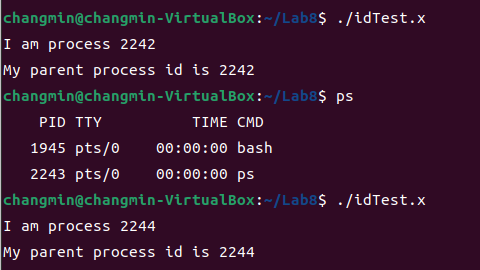 changmin@changmin-VirtualBox:~/Lab8$ ./idTest.x
I am process 2242
My parent process id is 2242
changmin@changmin-VirtualBox:~/Lab8$ ps
    PID TTY          TIME CMD
   1945 pts/0    00:00:00 bash
   2243 pts/0    00:00:00 ps
changmin@changmin-VirtualBox:~/Lab8$ ./idTest.x
I am process 2244
My parent process id is 2244